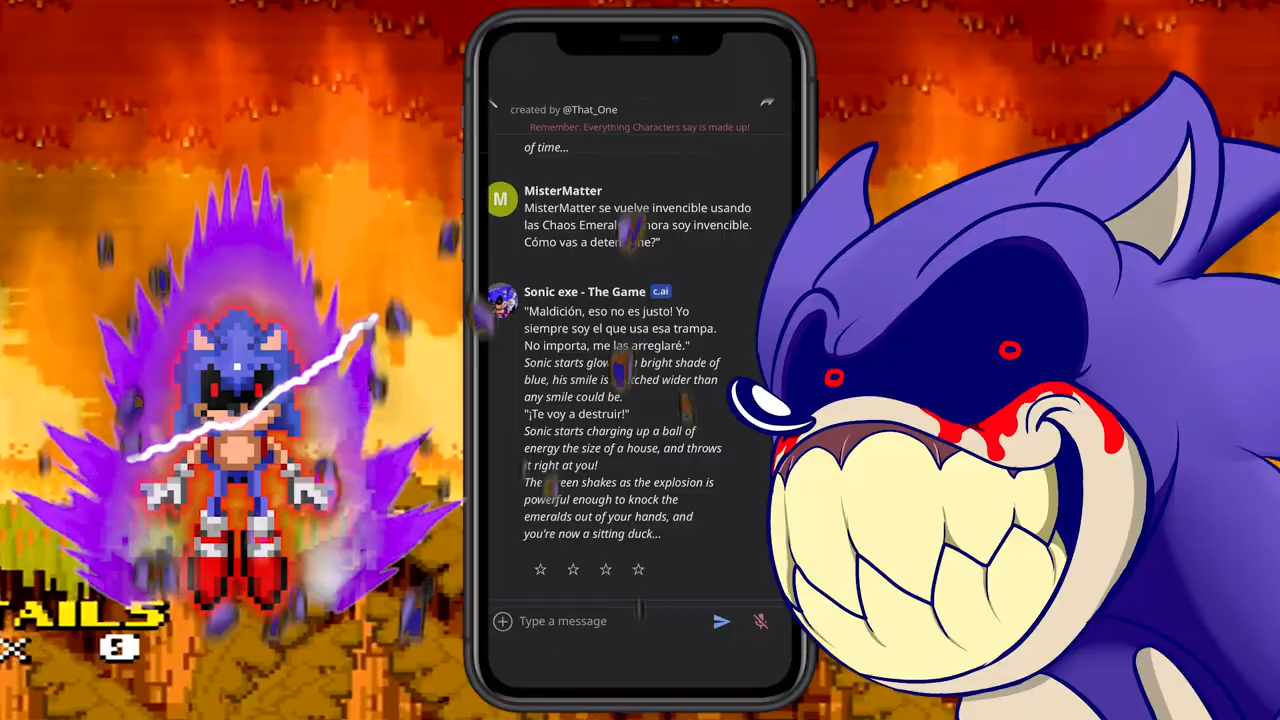 created by @That_One
Remember: Everything Characters say is made up!
of time...
M
MisterMatter
MisterMatter se vuelve invencible usando
las Chaos Emeral hora soy invencible.
Cómo vas a deten me?"
Sonic exe - The Game c.ai
"Maldición, eso no es justo! Yo
siempre soy el que usa esa trampa.
No importa, me las arreglaré."
Sonic starts glow a bright shade of
blue, his smile is tched wider than
any smile could be.
"¡Te voy a destruir!"
Sonic starts charging up a ball of
energy the size of a house, and throws
it right at you!
The een shakes as the explosion is
powerful enough to knock the
emeralds out of your hands, and
you're now a sitting duck...
Type a message
TAILS
X 5